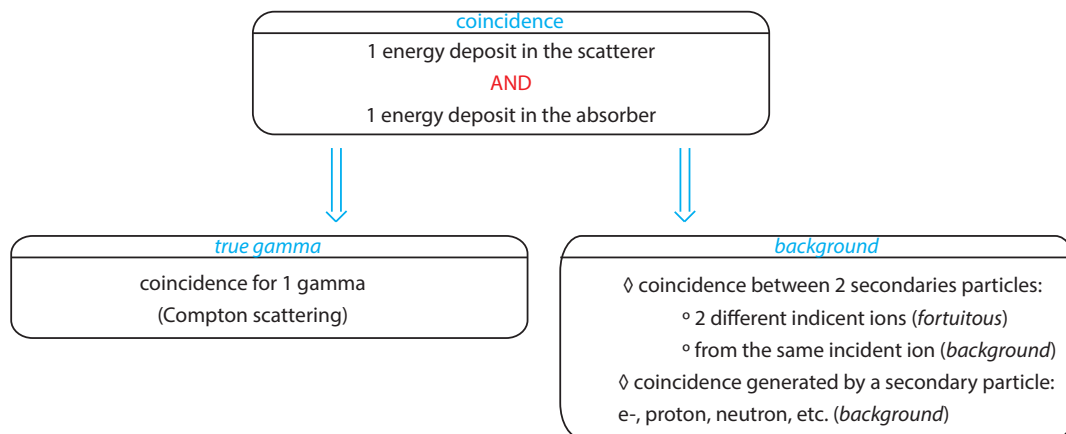 coincidence
1 energy deposit in the scatterer
AND
1 energy deposit in the absorber
true gamma
coincidence for 1 gamma
(Compton scattering)
background
◊ coincidence between 2 secondaries particles:
º 2 different indicent ions (fortuitous)
º from the same incident ion (background)
◊ coincidence generated by a secondary particle:
e-, proton, neutron, etc. (background)